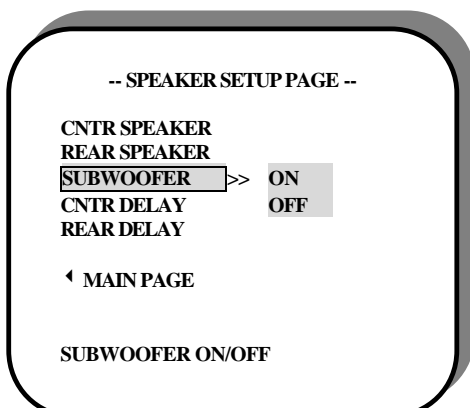 -- SPEAKER SETUP PAGE --
CNTR SPEAKER
REAR SPEAKER
SUBWOOFER >> ON
CNTR DELAY OFF
REAR DELAY
MAIN PAGE
SUBWOOFER ON/OFF